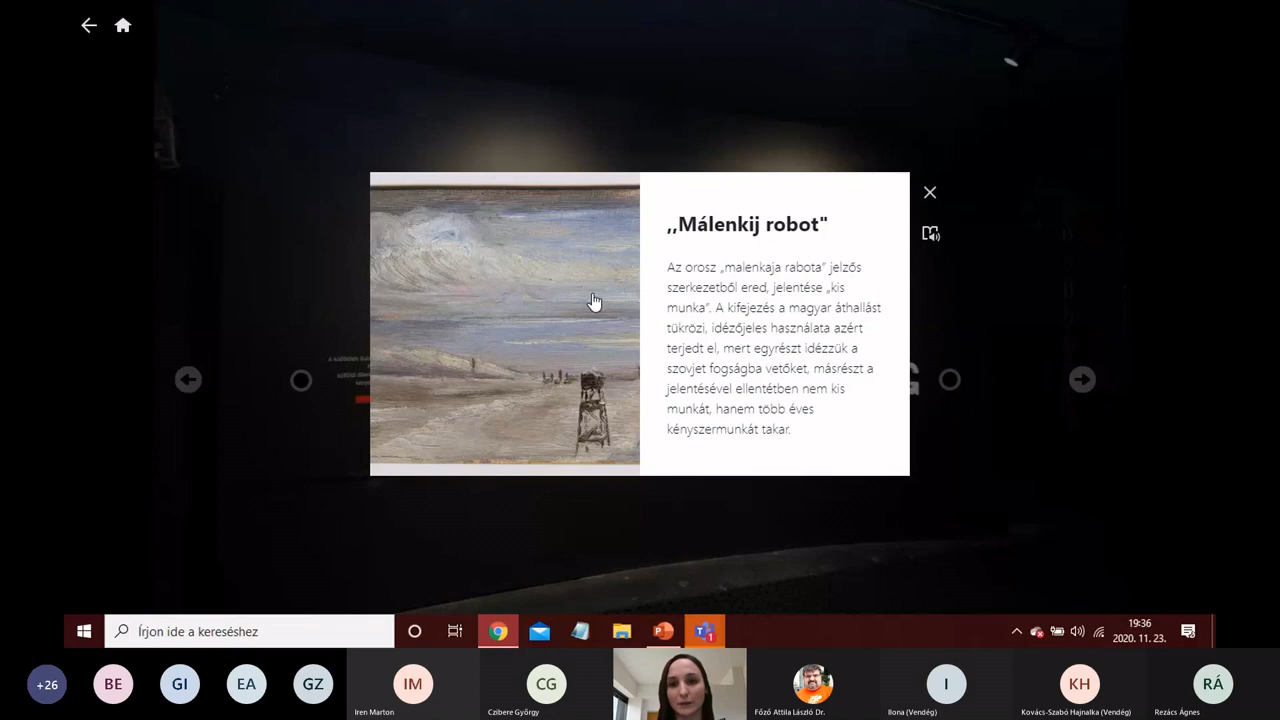 ,,Málenkij robot"
Az orosz „malenkaja rabota” jelzős
szerkezetből ered, jelentése „kis
munka”. A kifejezés a magyar áthallást
tükrözi, idézőjeles használata azért
terjedt el, mert egyrészt idézzük a
szovjet fogságba vetőket, másrészt a
jelentésével ellentétben nem kis
munkát, hanem több éves
kényszermunkát takar.
G
Írjon ide a kereséshez
1
19:36
2020. 11. 23.
+26
BE
GI
EA
GZ
IM
CG
I
KH
RÁ
Iren Marton
Czibere György
Főző Attila László Dr.
Ilona (Vendég)
Kovács-Szabó Hajnalka (Vendég)
Rezács Ágnes